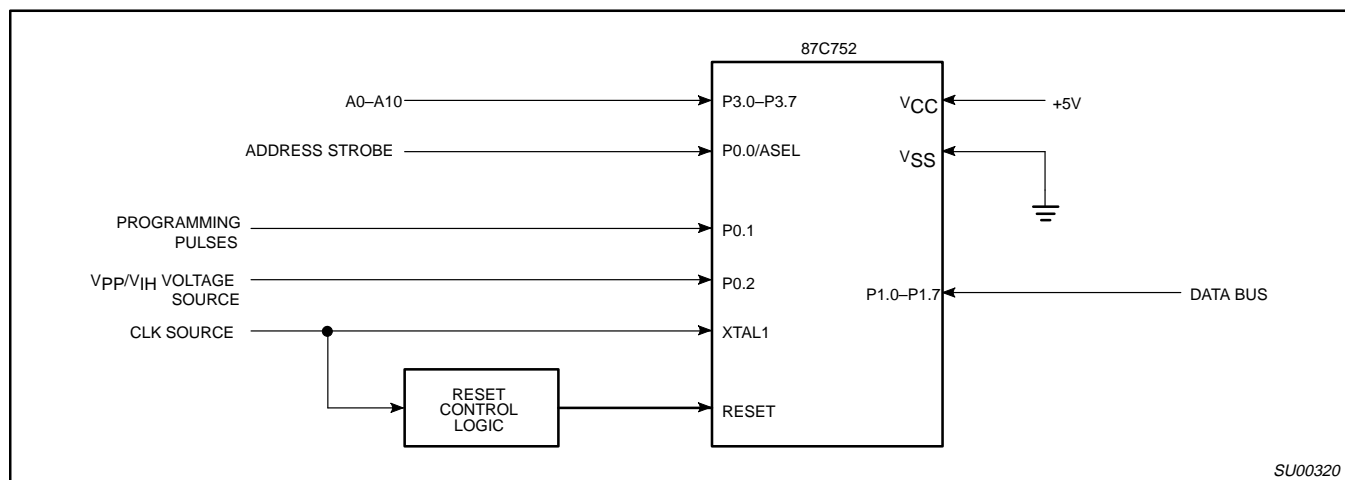 87C752
A0–A10
P3.0–P3.7
VCC
+5V
ADDRESS STROBE
P0.0/ASEL
VSS
PROGRAMMING
PULSES
P0.1
VPP/VIH VOLTAGE
SOURCE
P0.2
P1.0–P1.7
DATA BUS
CLK SOURCE
XTAL1
RESET
CONTROL
LOGIC
RESET
SU00320